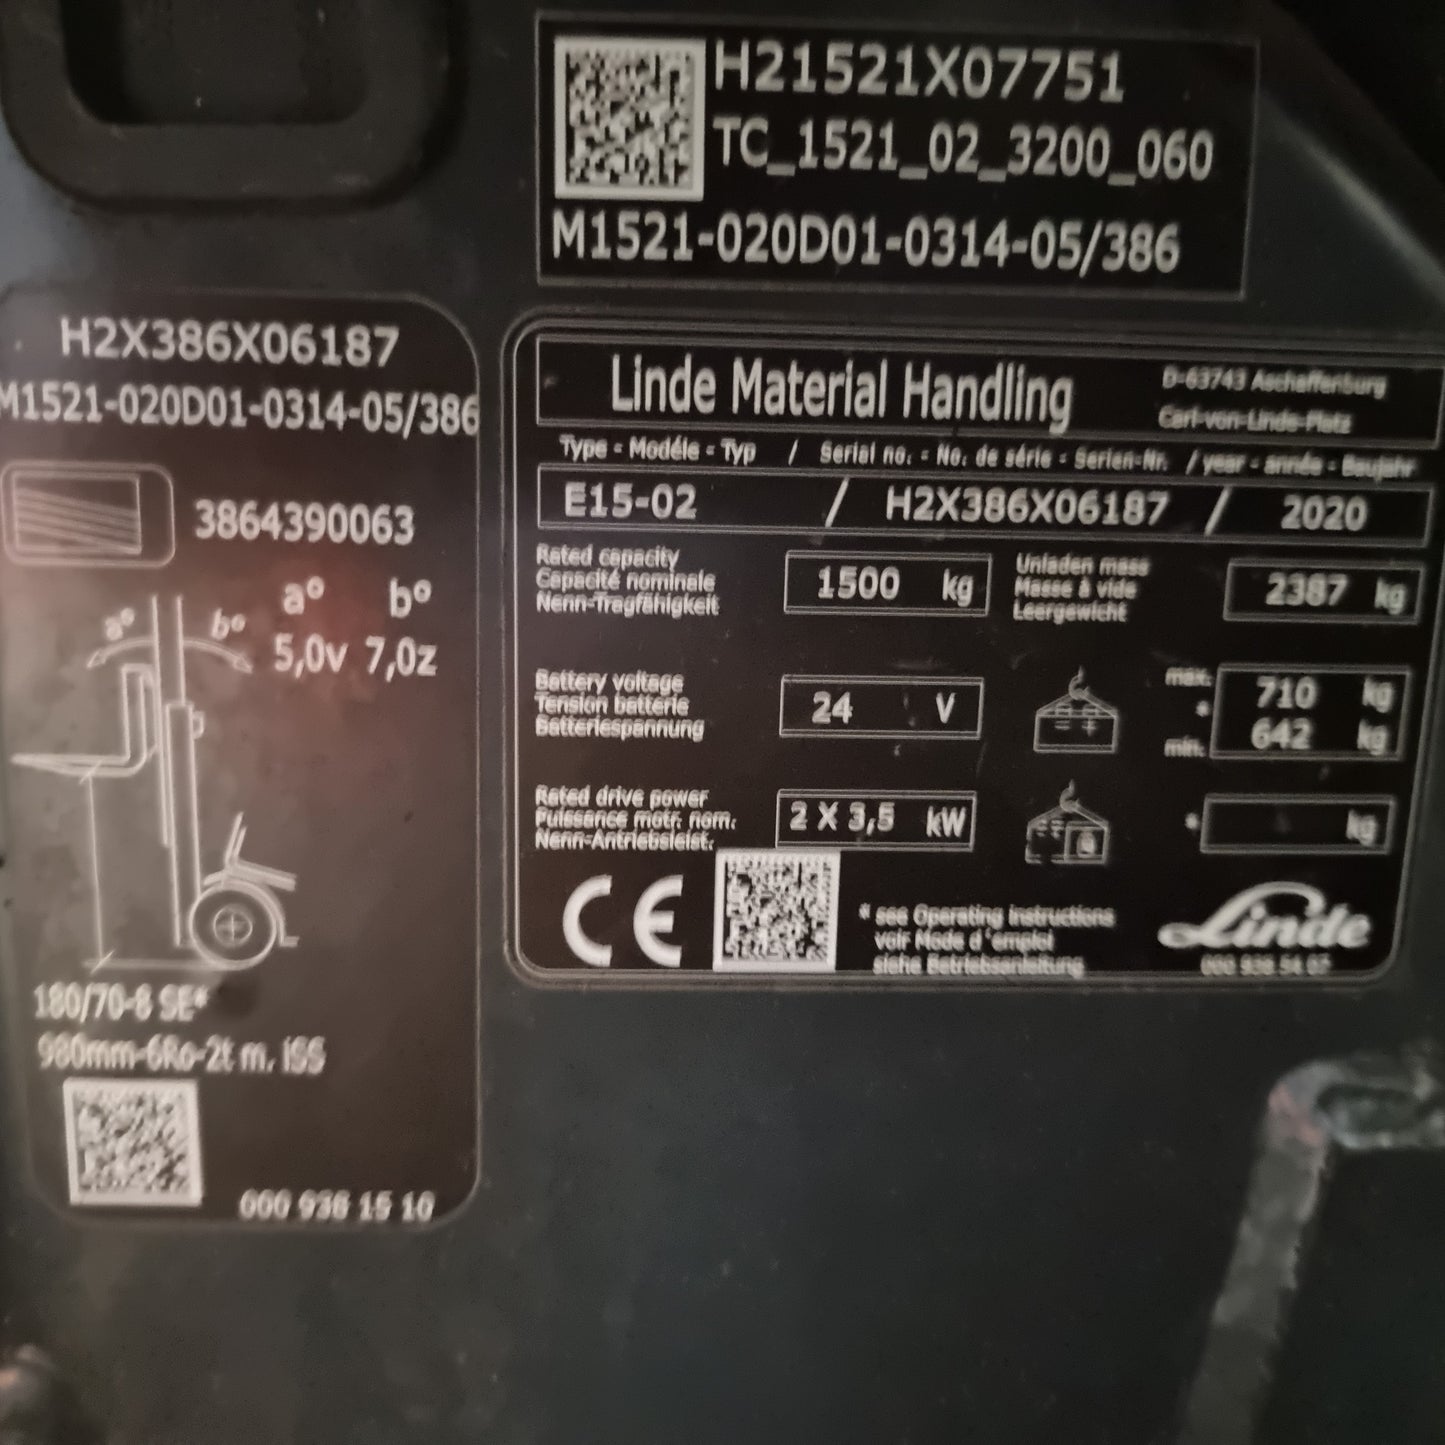 H21521X07751
TC_1521_02_3200_060
M1521-020D01-0314-05/386
H2X386X06187
M1521-020D01-0314-05/386
3864390063
a° b°
a° b°
5,0v 7,0z
180/70-8 SE*
980mm-6Ro-2t m. iSS
000 936 15 10
Linde Material Handling
D-63743 Aschaffenburg
Carl-von-Linde-Platz
Type - Modéle - Typ / Serial no. - No. de série - Serien-Nr. / year - année - Baujahr
E15-02 / H2X386X06187 / 2020
Rated capacity
Capacité nominale
Nenn-Tragfähigkeit
1500 kg
Unladen mass
Masse à vide
Leergewicht
2387 kg
Battery voltage
Tension batterie
Batteriespannung
24 V
max.
710 kg
*
min.
642 kg
Rated drive power
Puissance motr. nom.
Nenn-Antriebsleist.
2 X 3,5 kW
* kg
CE
* see Operating instructions
voir Mode d'emploi
siehe Betriebsanleitung
Linde
000 936 54 07